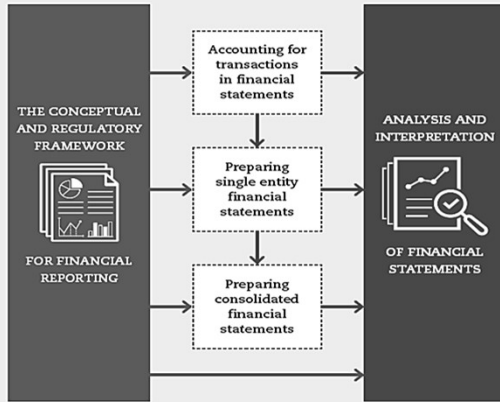 THE CONCEPTUAL
AND REGULATORY
FRAMEWORK
FOR FINANCIAL
REPORTING
Accounting for
transactions
in financial
statements
Preparing
single entity
financial
statements
Preparing
consolidated
financial
statements
ANALYSIS AND
INTERPRETATION
OF FINANCIAL
STATEMENTS